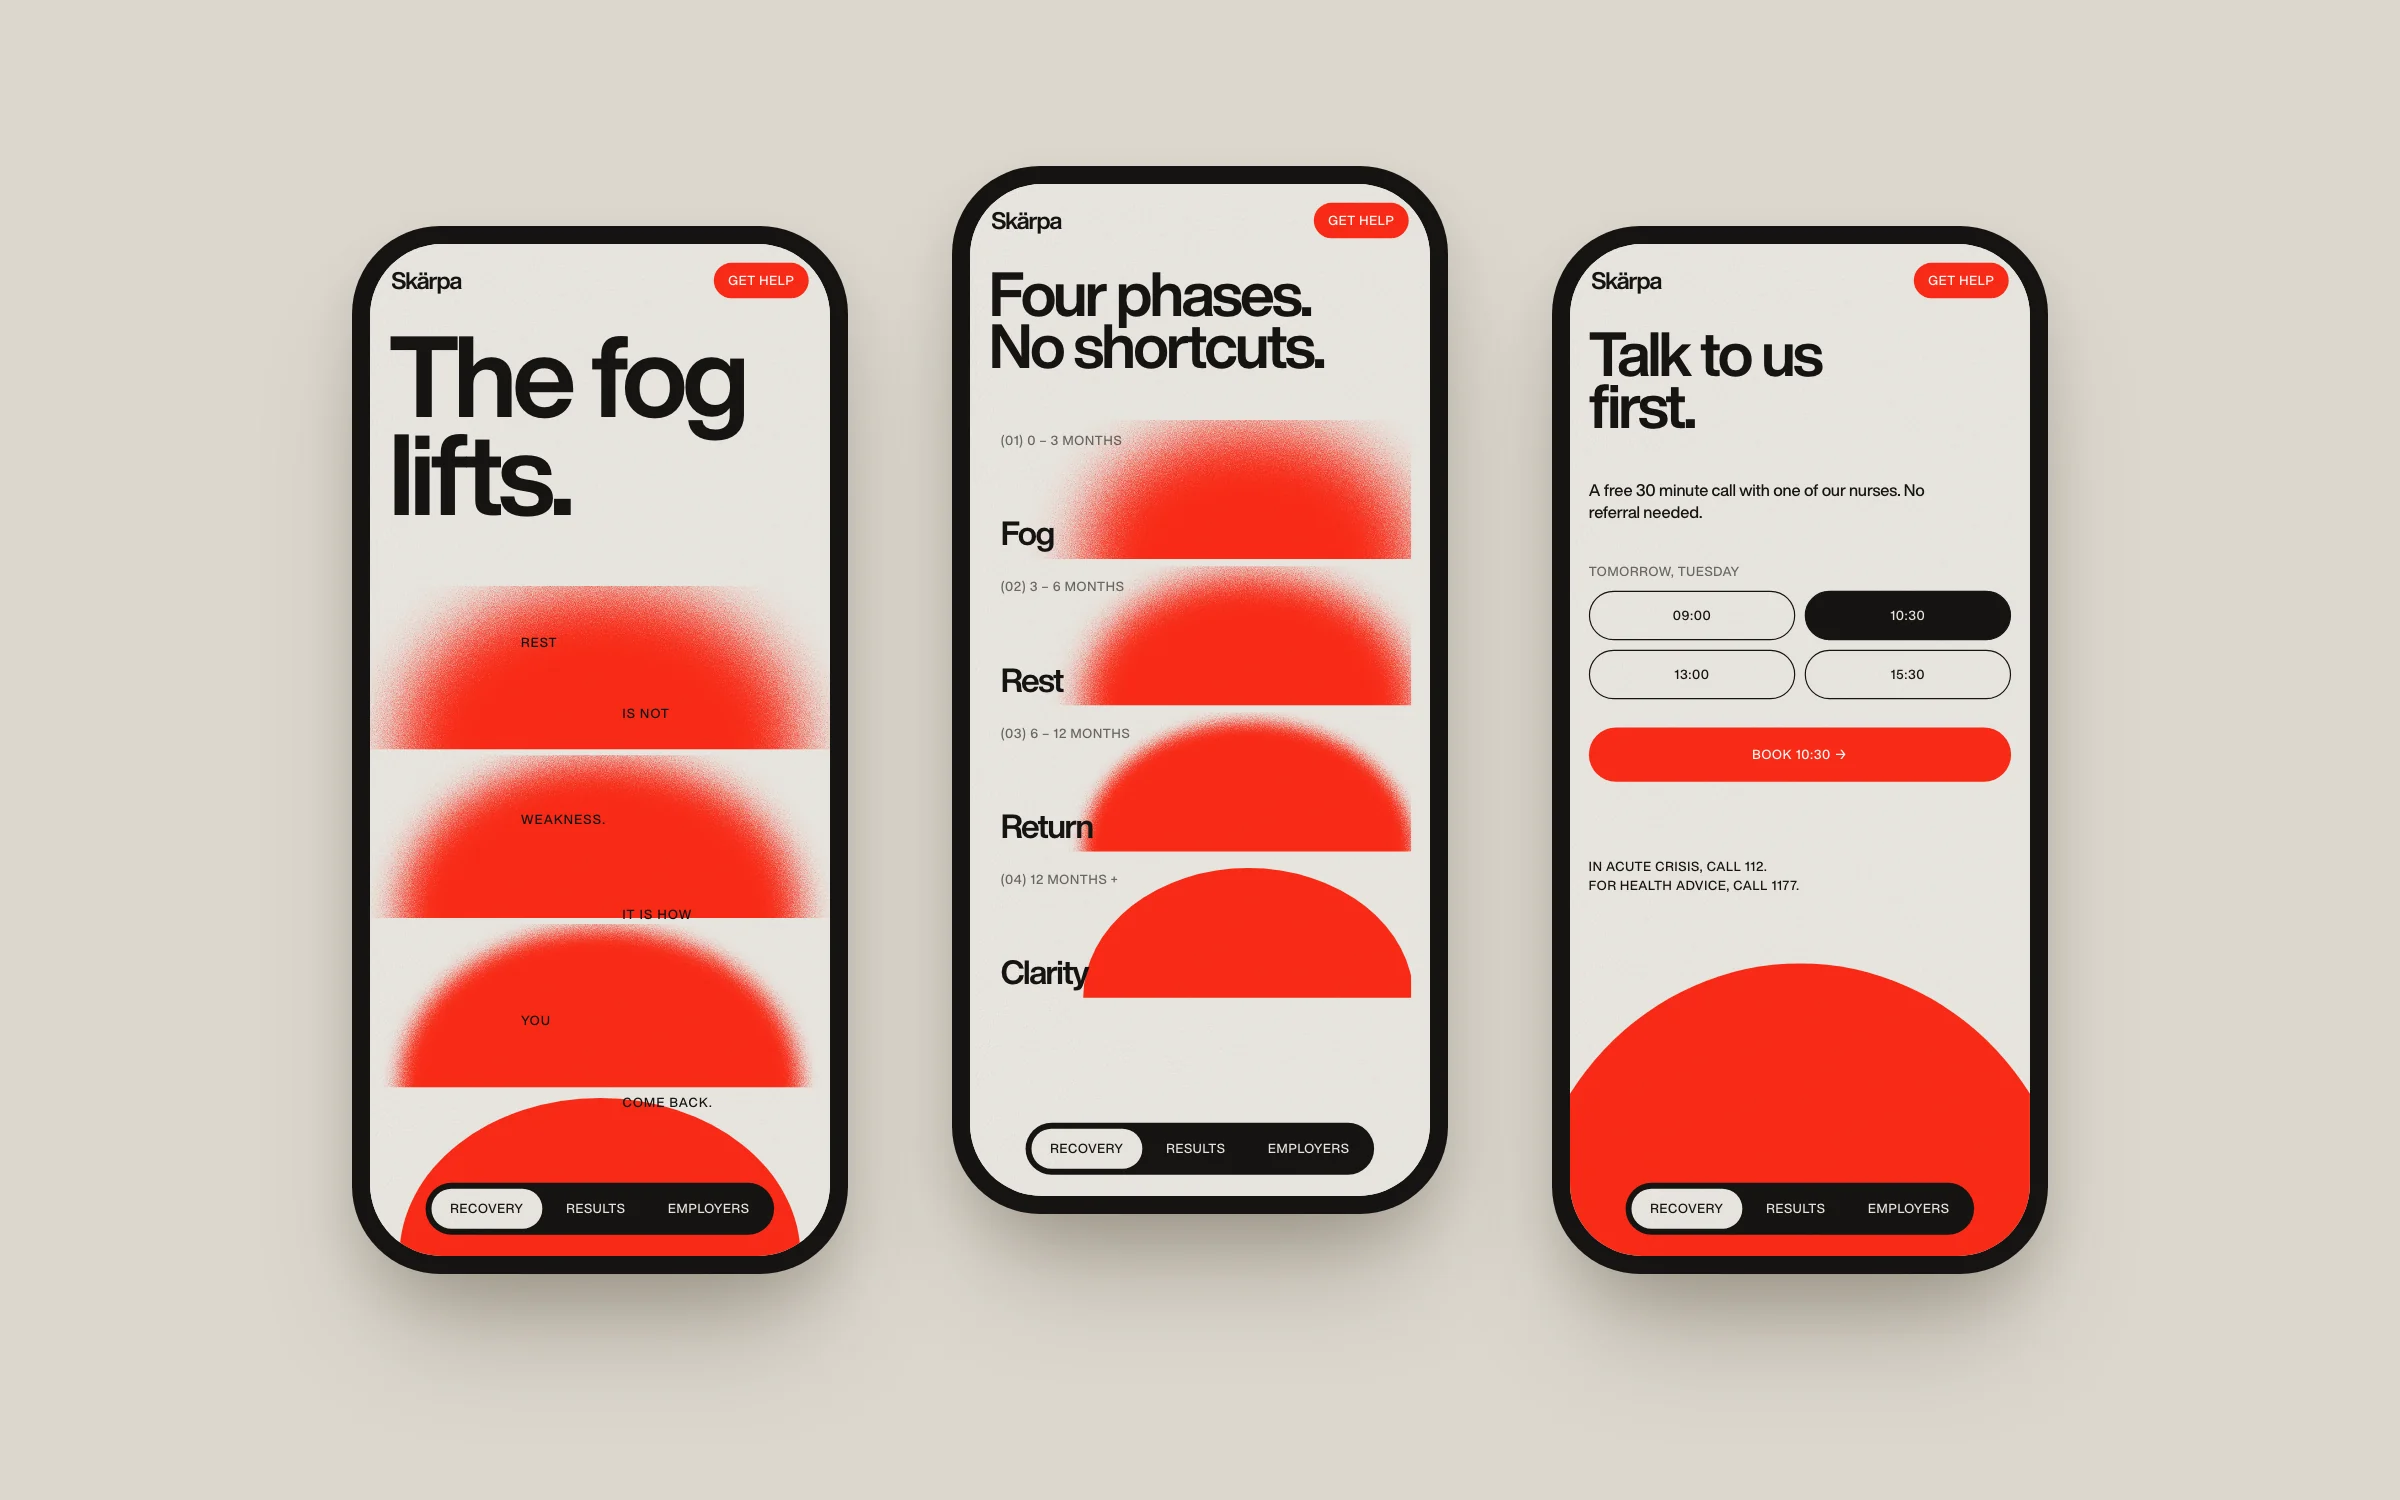 Skärpa
GET HELP
The fog
lifts.
REST
IS NOT
WEAKNESS.
IT IS HOW
YOU
COME BACK.
RECOVERY
RESULTS
EMPLOYERS
Skärpa
GET HELP
Four phases.
No shortcuts.
(01) 0 – 3 MONTHS
Fog
(02) 3 – 6 MONTHS
Rest
(03) 6 – 12 MONTHS
Return
(04) 12 MONTHS +
Clarity
RECOVERY
RESULTS
EMPLOYERS
Skärpa
GET HELP
Talk to us
first.
A free 30 minute call with one of our nurses. No
referral needed.
TOMORROW, TUESDAY
09:00
10:30
13:00
15:30
BOOK 10:30 →
IN ACUTE CRISIS, CALL 112.
FOR HEALTH ADVICE, CALL 1177.
RECOVERY
RESULTS
EMPLOYERS